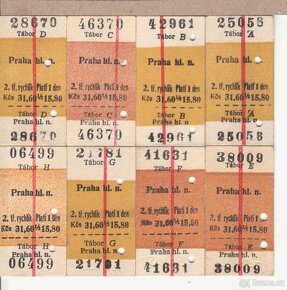 28670
Tábor
D
Praha hl. n.
2. tř. rychlík Platí 1 den
Kčs 31,60 ½ 15,80
Tábor
D
Praha hl. n.
28670
46370
Tábor
C
Praha hl. n.
2. tř. rychlík Platí 1 den
Kčs 31,60 ½ 15,80
Tábor
C
Praha hl. n.
46370
42961
Tábor
B
Praha hl. n.
2. tř. rychlík Platí 1 den
Kčs 31,60 ½ 15,80
Tábor
B
Praha hl. n.
42961
25058
Tábor
A
Praha hl. n.
2. tř. rychlík Platí 1 den
Kčs 31,60 ½ 15,80
Tábor
A
Praha hl. n.
25058
06499
Tábor
H
Praha hl. n.
2. tř. rychlík Platí 1 den
Kčs 31,60 ½ 15,80
Tábor
H
Praha hl. n.
06499
21781
Tábor
G
Praha hl. n.
2. tř. rychlík Platí 1 den
Kčs 31,60 ½ 15,80
Tábor
G
Praha hl. n.
21781
41631
Tábor
F
Praha hl. n.
2. tř. rychlík Platí 1 den
Kčs 31,60 ½ 15,80
Tábor
F
Praha hl. n.
41631
38009
Tábor
E
Praha hl. n.
2. tř. rychlík Platí 1 den
Kčs 31,60 ½ 15,80
Tábor
E
Praha hl. n.
38009